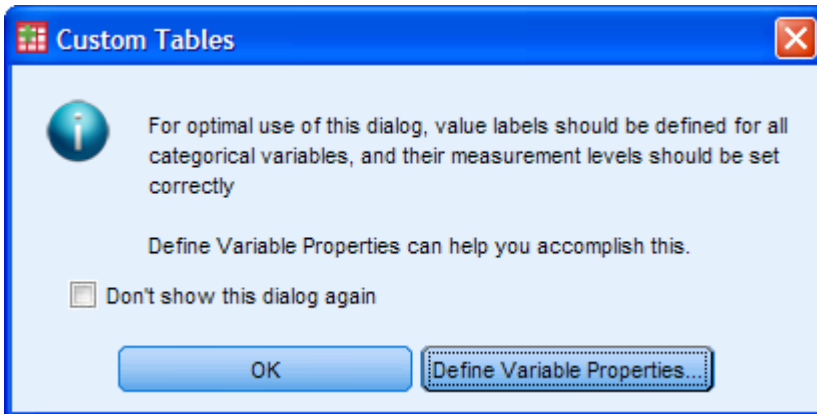 Custom Tables
For optimal use of this dialog, value labels should be defined for all
categorical variables, and their measurement levels should be set
correctly
Define Variable Properties can help you accomplish this.
Don't show this dialog again
OK
Define Variable Properties...